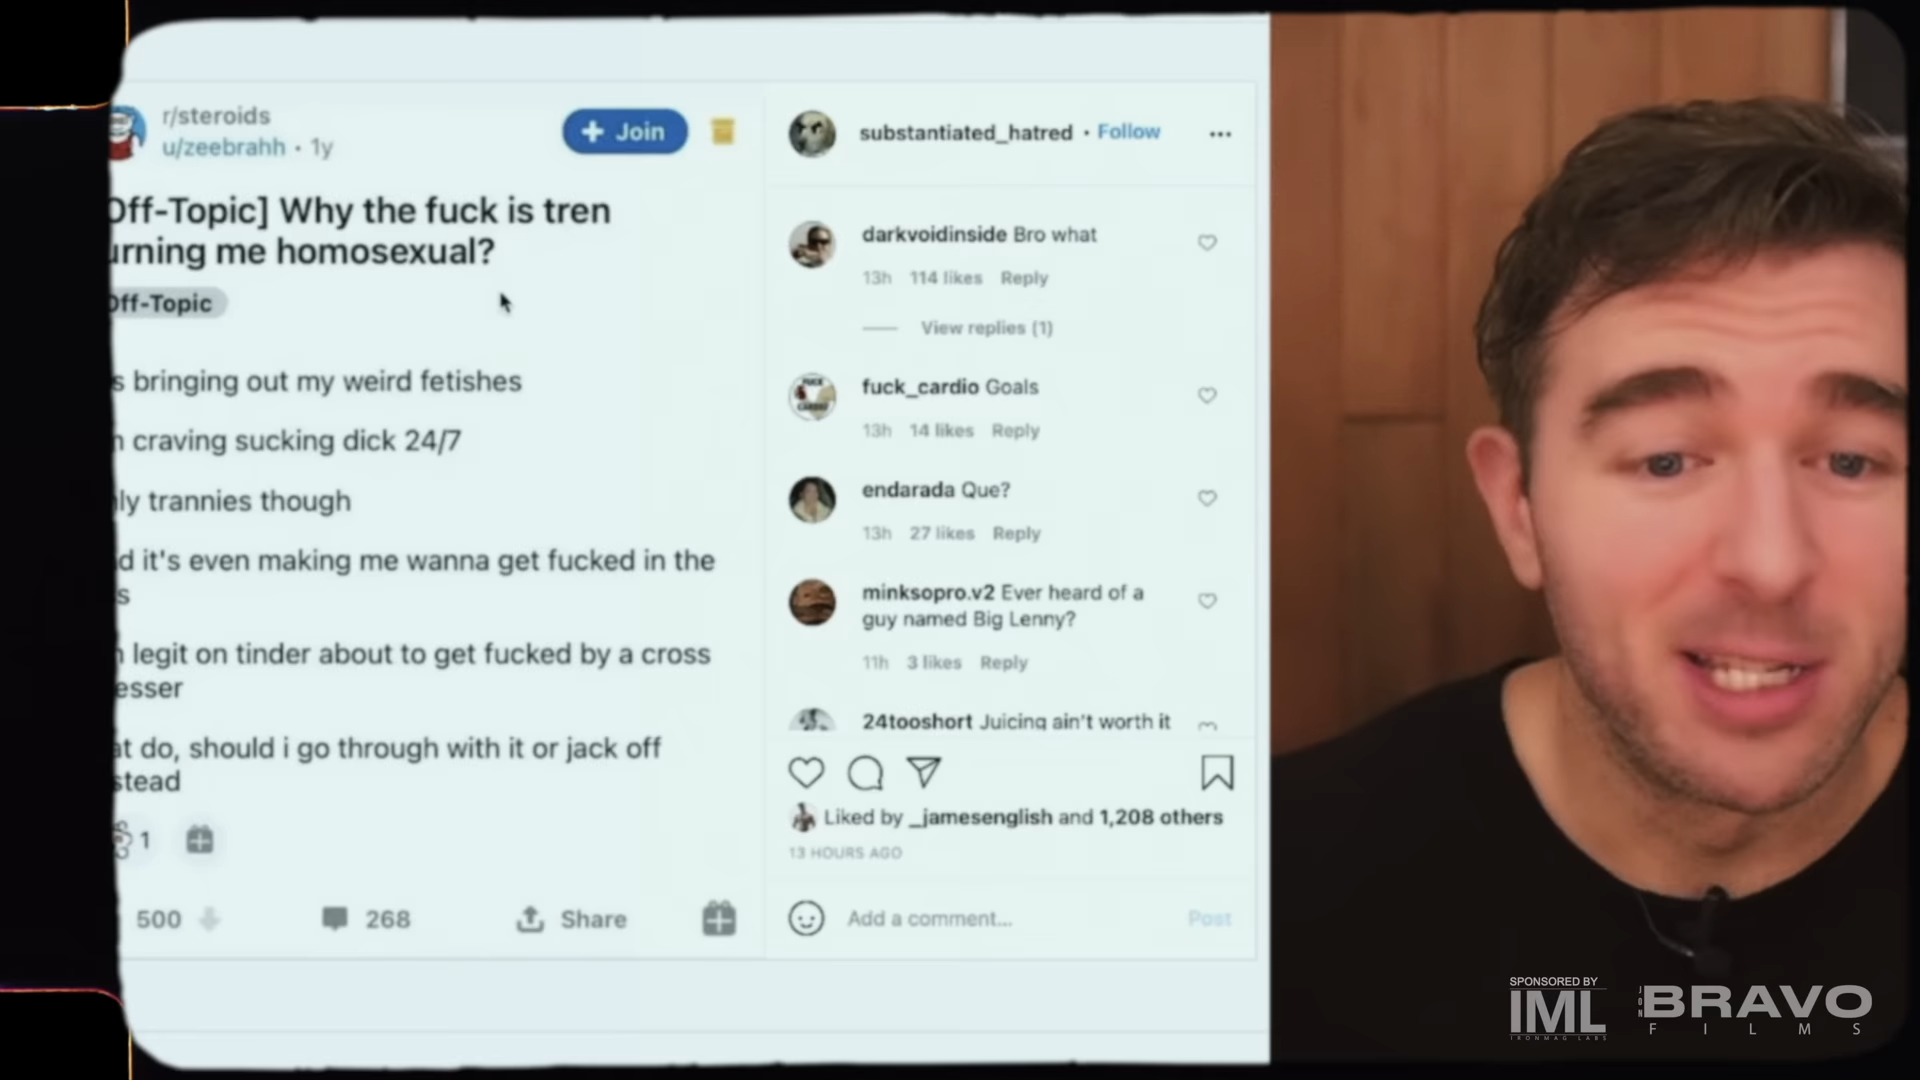 r/steroids
u/zeebrahh • 1y
+ Join
Off-Topic] Why the fuck is tren
urning me homosexual?
Off-Topic
s bringing out my weird fetishes
n craving sucking dick 24/7
nly trannies though
d it's even making me wanna get fucked in the
s
n legit on tinder about to get fucked by a cross
esser
at do, should i go through with it or jack off
stead
1
500
268
Share
substantiated_hatred • Follow
darkvoidinside Bro what
13h 114 likes Reply
View replies (1)
fuck_cardio Goals
13h 14 likes Reply
endarada Que?
13h 27 likes Reply
minksopro.v2 Ever heard of a
guy named Big Lenny?
11h 3 likes Reply
24tooshort Juicing ain't worth it
Liked by _jamesenglish and 1,208 others
13 HOURS AGO
Add a comment...
Post
SPONSORED BY
IML
IRONMAG LABS
JON
BRAVO
FILMS